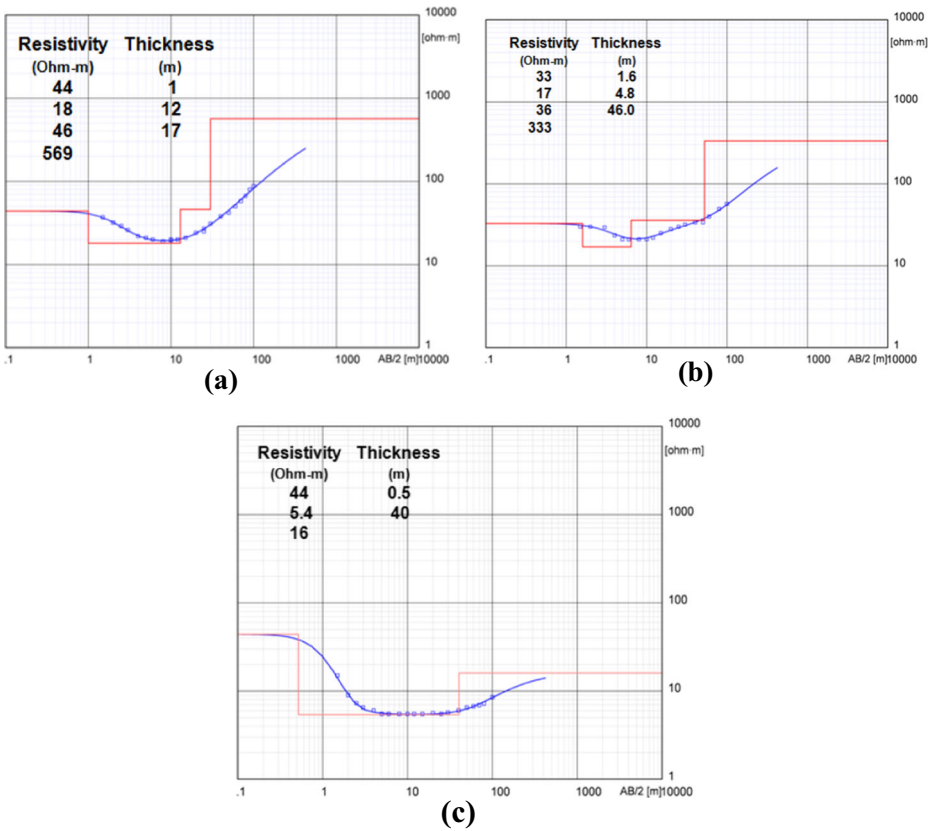 10000
[ohm·m]
Resistivity Thickness
(Ohm-m) (m)
44 1
18 12
46 17
569
1000
100
10
1
.1 1 10 100 1000 AB/2 [m]10000
(a)
10000
[ohm·m]
Resistivity Thickness
(Ohm-m) (m)
33 1.6
17 4.8
36 46.0
333
1000
100
10
1
.1 1 10 100 1000 AB/2 [m]10000
(b)
10000
[ohm·m]
Resistivity Thickness
(Ohm-m) (m)
44 0.5
5.4 40
16
1000
100
10
1
.1 1 10 100 1000 AB/2 [m]10000
(c)